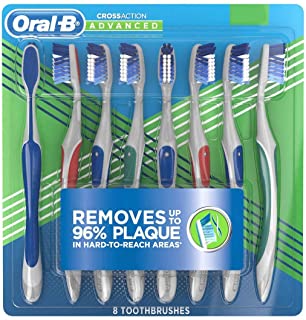 Oral-B
CROSSACTION
ADVANCED
REMOVES UP TO
96% PLAQUE
IN HARD-TO-REACH AREAS*
8 TOOTHBRUSHES